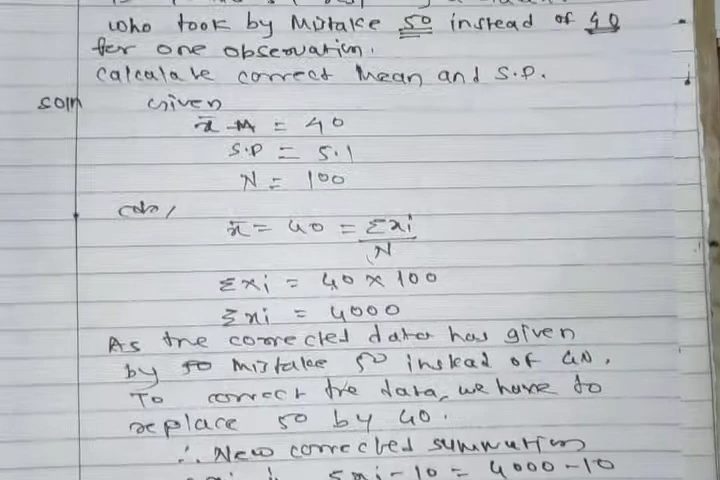 who took by Mistake 50 instead of 40
for one observation.
calculate correct Mean and S.D.
soln Given
x̄ = 40
S.D = 5.1
N = 100
x̄ = 40 = Σxi
N
Σxi = 40 × 100
Σxi = 4000
As the corrected data has given
by mistake 50 instead of 40.
To correct the data, we have to
replace 50 by 40.
∴ New corrected summation
Σxi - 10 = 4000 - 10